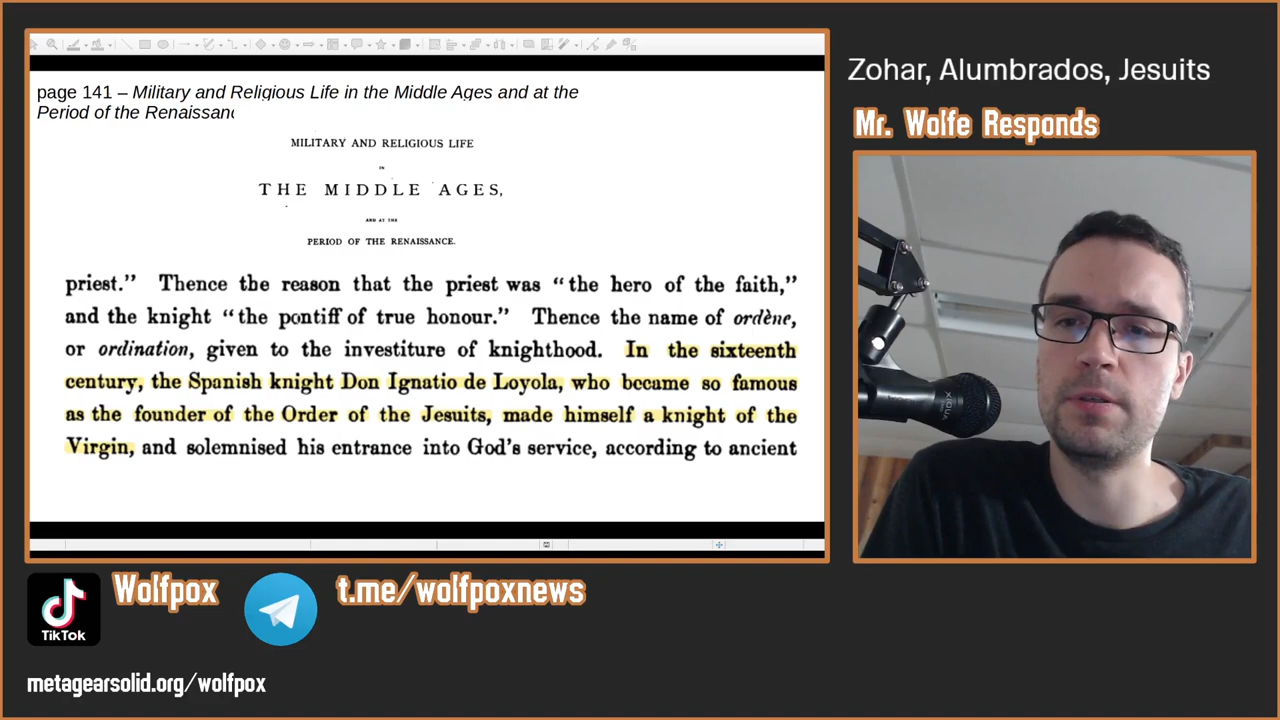 page 141 – Military and Religious Life in the Middle Ages and at the
Period of the Renaissanc
MILITARY AND RELIGIOUS LIFE
IN
THE MIDDLE AGES,
AND AT THE
PERIOD OF THE RENAISSANCE.
priest.” Thence the reason that the priest was “the hero of the faith,”
and the knight “the pontiff of true honour.” Thence the name of ordène,
or ordination, given to the investiture of knighthood. In the sixteenth
century, the Spanish knight Don Ignatio de Loyola, who became so famous
as the founder of the Order of the Jesuits, made himself a knight of the
Virgin, and solemnised his entrance into God’s service, according to ancient
Zohar, Alumbrados, Jesuits
Mr. Wolfe Responds
XIQUA
TikTok
Wolfpox
t.me/wolfpoxnews
metagearsolid.org/wolfpox